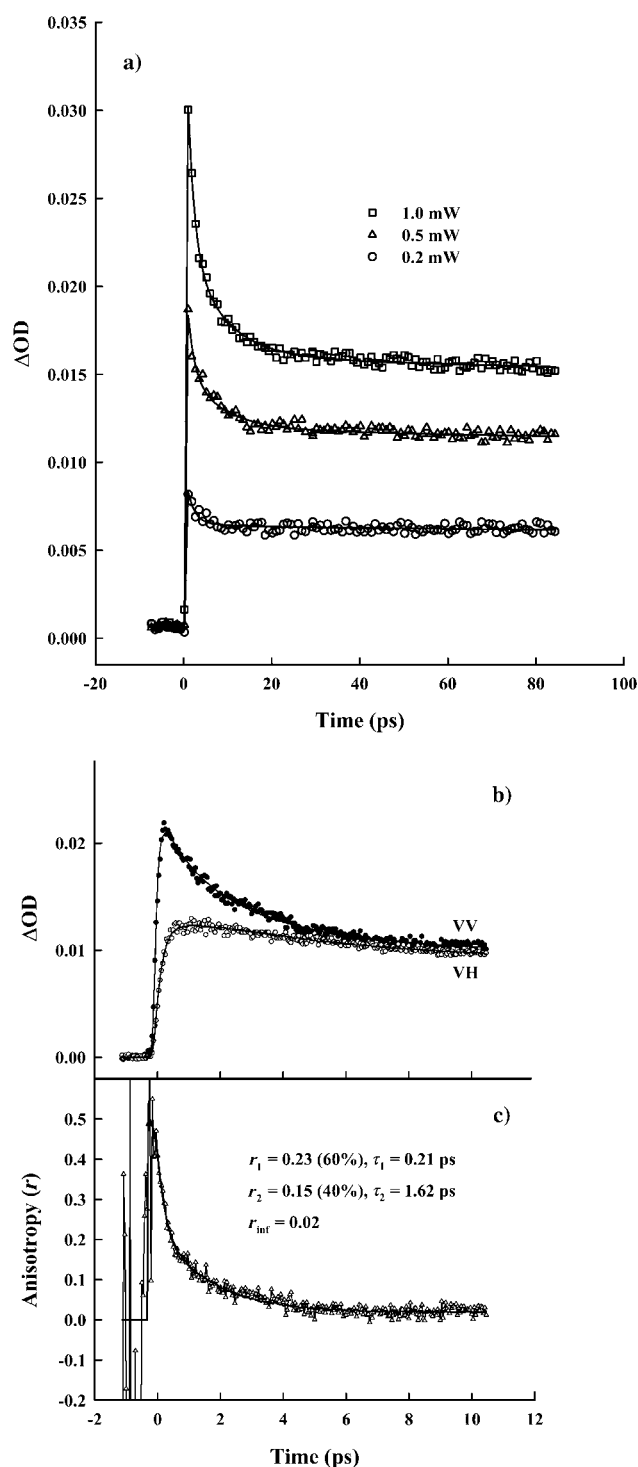 0.035
a)
0.030
0.025
1.0 mW
0.5 mW
0.2 mW
0.020
ΔOD
0.015
0.010
0.005
0.000
-20 0 20 40 60 80 100
Time (ps)
b)
0.02
ΔOD
VV
0.01
VH
0.00
c)
0.5
r₁ = 0.23 (60%), τ₁ = 0.21 ps
0.4
r₂ = 0.15 (40%), τ₂ = 1.62 ps
0.3
r_inf = 0.02
0.2
Anisotropy (r)
0.1
0.0
-0.1
-0.2
-2 0 2 4 6 8 10 12
Time (ps)